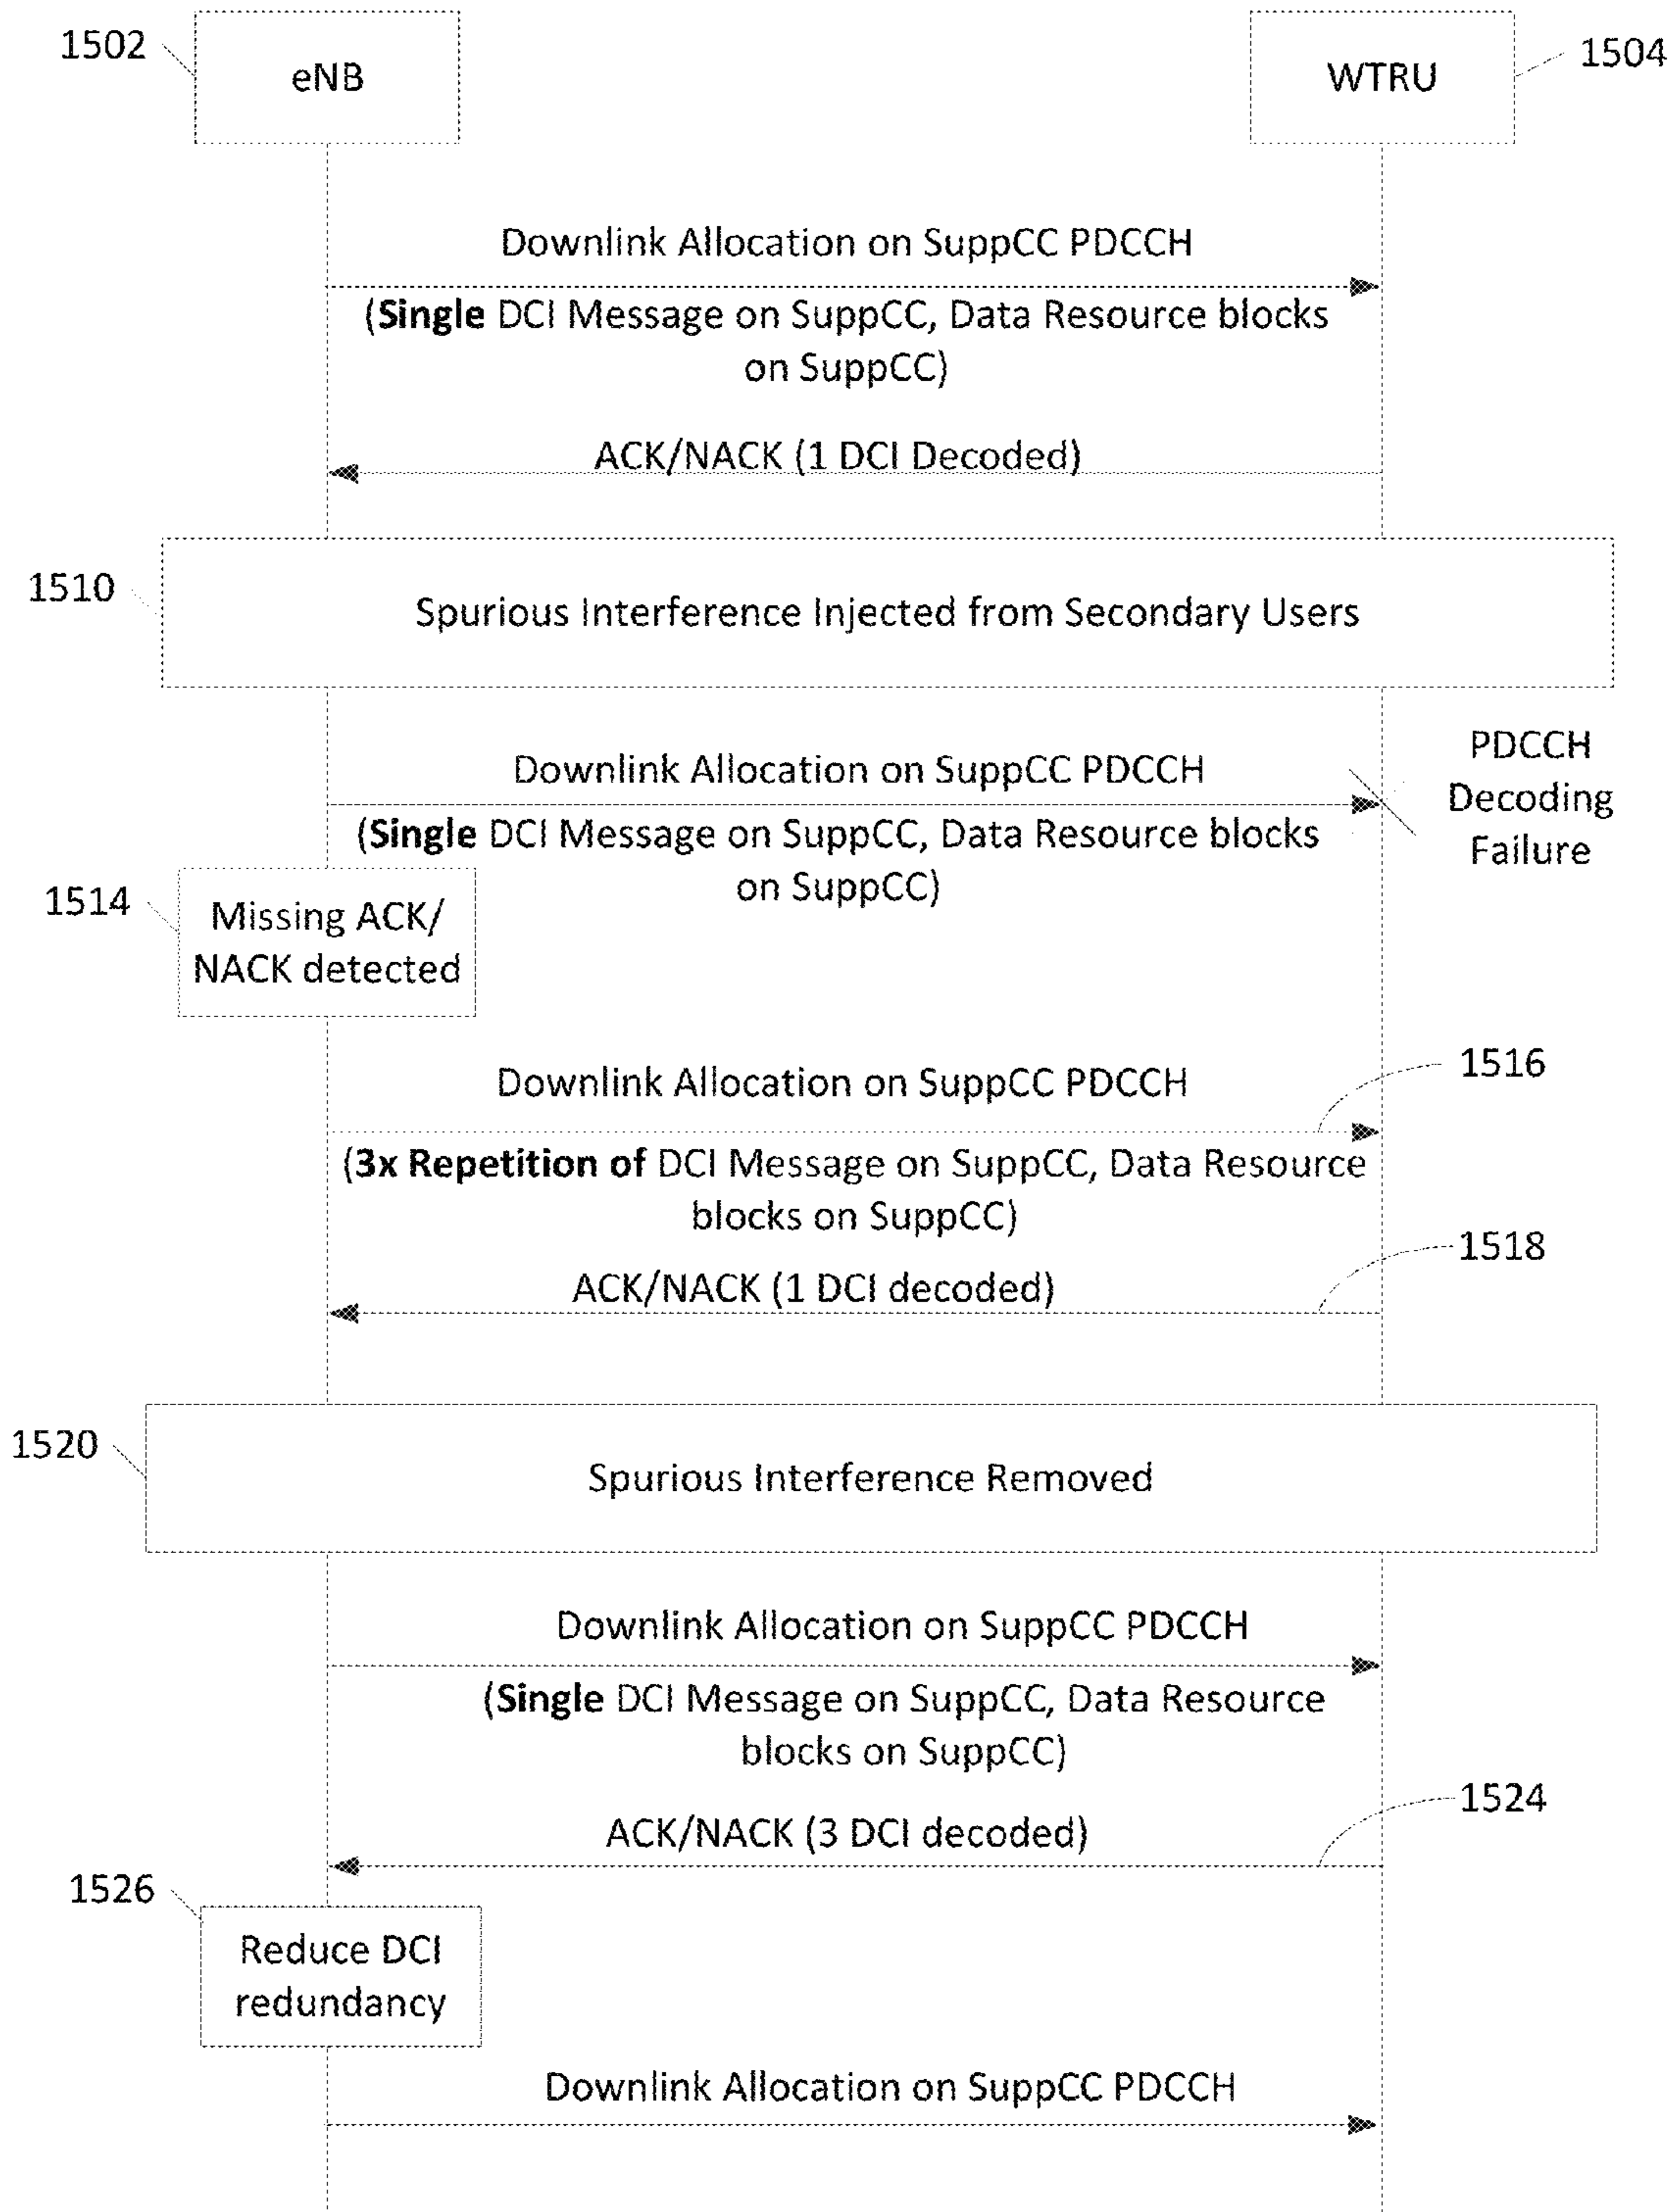 1502
eNB
WTRU
1504
Downlink Allocation on SuppCC PDCCH
(Single DCI Message on SuppCC, Data Resource blocks
on SuppCC)
ACK/NACK (1 DCI Decoded)
1510
Spurious Interference Injected from Secondary Users
Downlink Allocation on SuppCC PDCCH
(Single DCI Message on SuppCC, Data Resource blocks
on SuppCC)
PDCCH
Decoding
Failure
1514
Missing ACK/
NACK detected
Downlink Allocation on SuppCC PDCCH
1516
(3x Repetition of DCI Message on SuppCC, Data Resource
blocks on SuppCC)
1518
ACK/NACK (1 DCI decoded)
1520
Spurious Interference Removed
Downlink Allocation on SuppCC PDCCH
(Single DCI Message on SuppCC, Data Resource
blocks on SuppCC)
1524
ACK/NACK (3 DCI decoded)
1526
Reduce DCI
redundancy
Downlink Allocation on SuppCC PDCCH